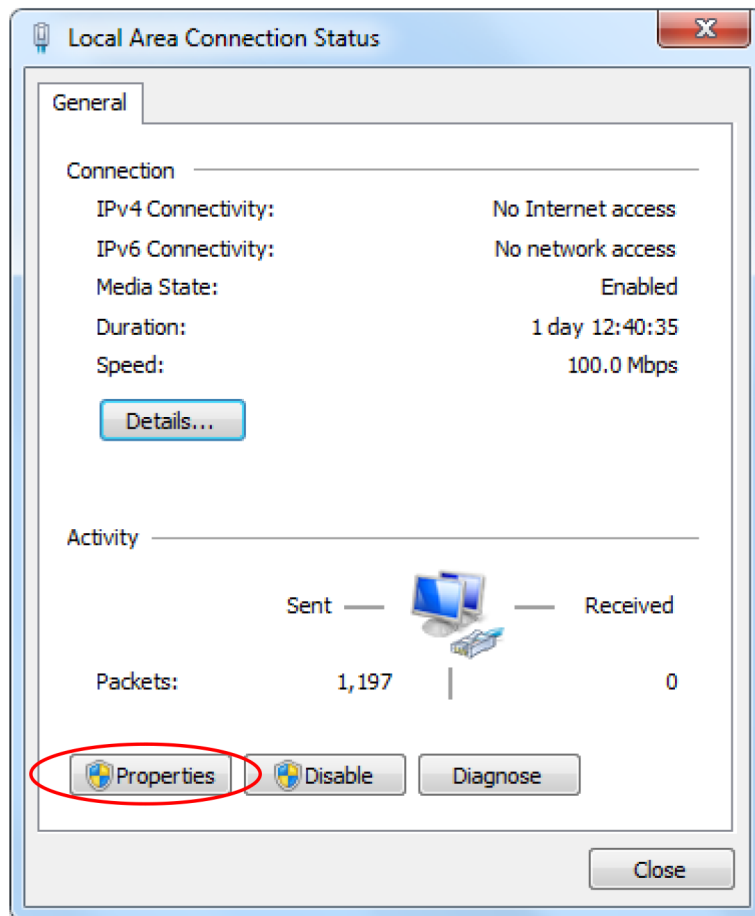 Local Area Connection Status
General
Connection
IPv4 Connectivity: No Internet access
IPv6 Connectivity: No network access
Media State: Enabled
Duration: 1 day 12:40:35
Speed: 100.0 Mbps
Details...
Activity
Sent Received
Packets: 1,197 0
Properties Disable Diagnose
Close